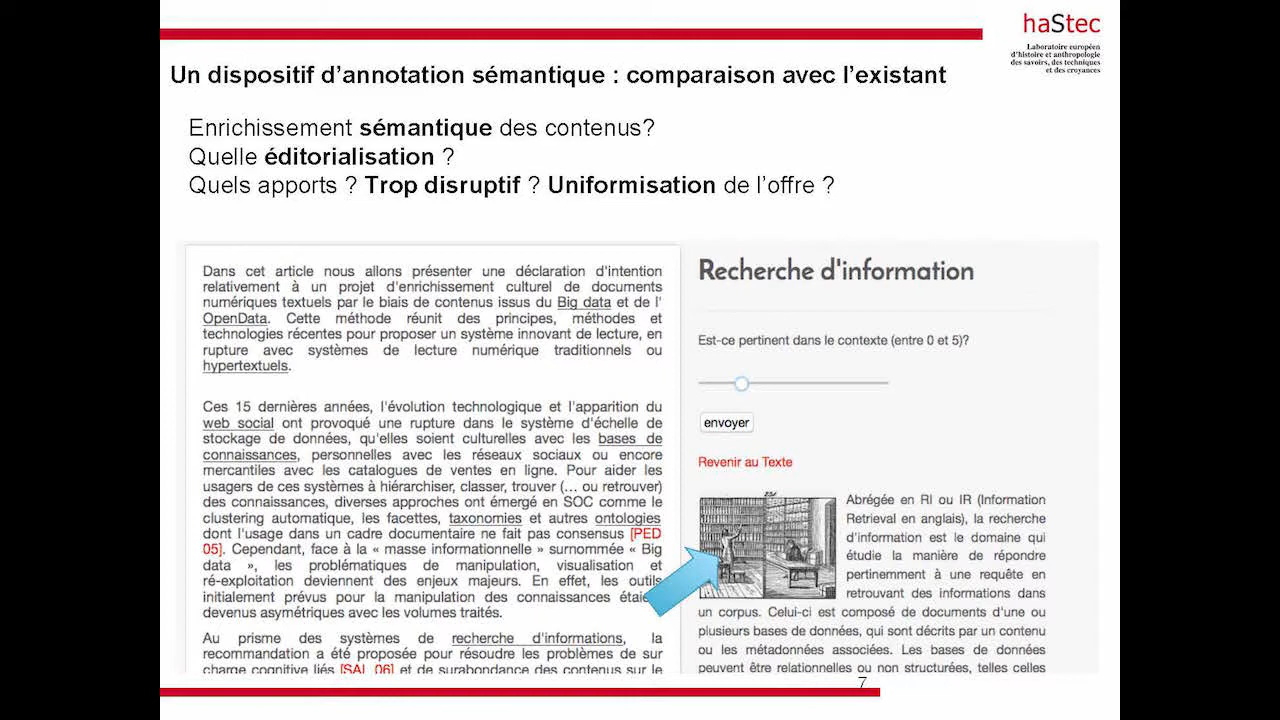 haStec
Laboratoire européen
d'histoire et anthropologie
des savoirs, des techniques
et des croyances
Un dispositif d'annotation sémantique : comparaison avec l'existant
Enrichissement sémantique des contenus?
Quelle éditorialisation ?
Quels apports ? Trop disruptif ? Uniformisation de l'offre ?
Dans cet article nous allons présenter une déclaration d'intention
relativement à un projet d'enrichissement culturel de documents
numériques textuels par le biais de contenus issus du Big data et de l'
OpenData. Cette méthode réunit des principes, méthodes et
technologies récentes pour proposer un système innovant de lecture, en
rupture avec systèmes de lecture numérique traditionnels ou
hypertextuels.
Ces 15 dernières années, l'évolution technologique et l'apparition du
web social ont provoqué une rupture dans le système d'échelle de
stockage de données, qu'elles soient culturelles avec les bases de
connaissances, personnelles avec les réseaux sociaux ou encore
mercantiles avec les catalogues de ventes en ligne. Pour aider les
usagers de ces systèmes à hiérarchiser, classer, trouver (... ou retrouver)
des connaissances, diverses approches ont émergé en SOC comme le
clustering automatique, les facettes, taxonomies et autres ontologies
dont l'usage dans un cadre documentaire ne fait pas consensus [PED
05]. Cependant, face à la « masse informationnelle » surnommée « Big
data », les problématiques de manipulation, visualisation et
ré-exploitation deviennent des enjeux majeurs. En effet, les outils
initialement prévus pour la manipulation des connaissances étaie
devenus asymétriques avec les volumes traités.
Au prisme des systèmes de recherche d'informations, la
recommandation a été proposée pour résoudre les problèmes de sur
charge cognitive liés [SAL 06] et de surabondance des contenus sur le
Recherche d'information
Est-ce pertinent dans le contexte (entre 0 et 5)?
envoyer
Revenir au Texte
Abrégée en RI ou IR (Information
Retrieval en anglais), la recherche
d'information est le domaine qui
étudie la manière de répondre
pertinemment à une requête en
retrouvant des informations dans
un corpus. Celui-ci est composé de documents d'une ou
plusieurs bases de données, qui sont décrits par un contenu
ou les métadonnées associées. Les bases de données
peuvent être relationnelles ou non structurées, telles celles
7